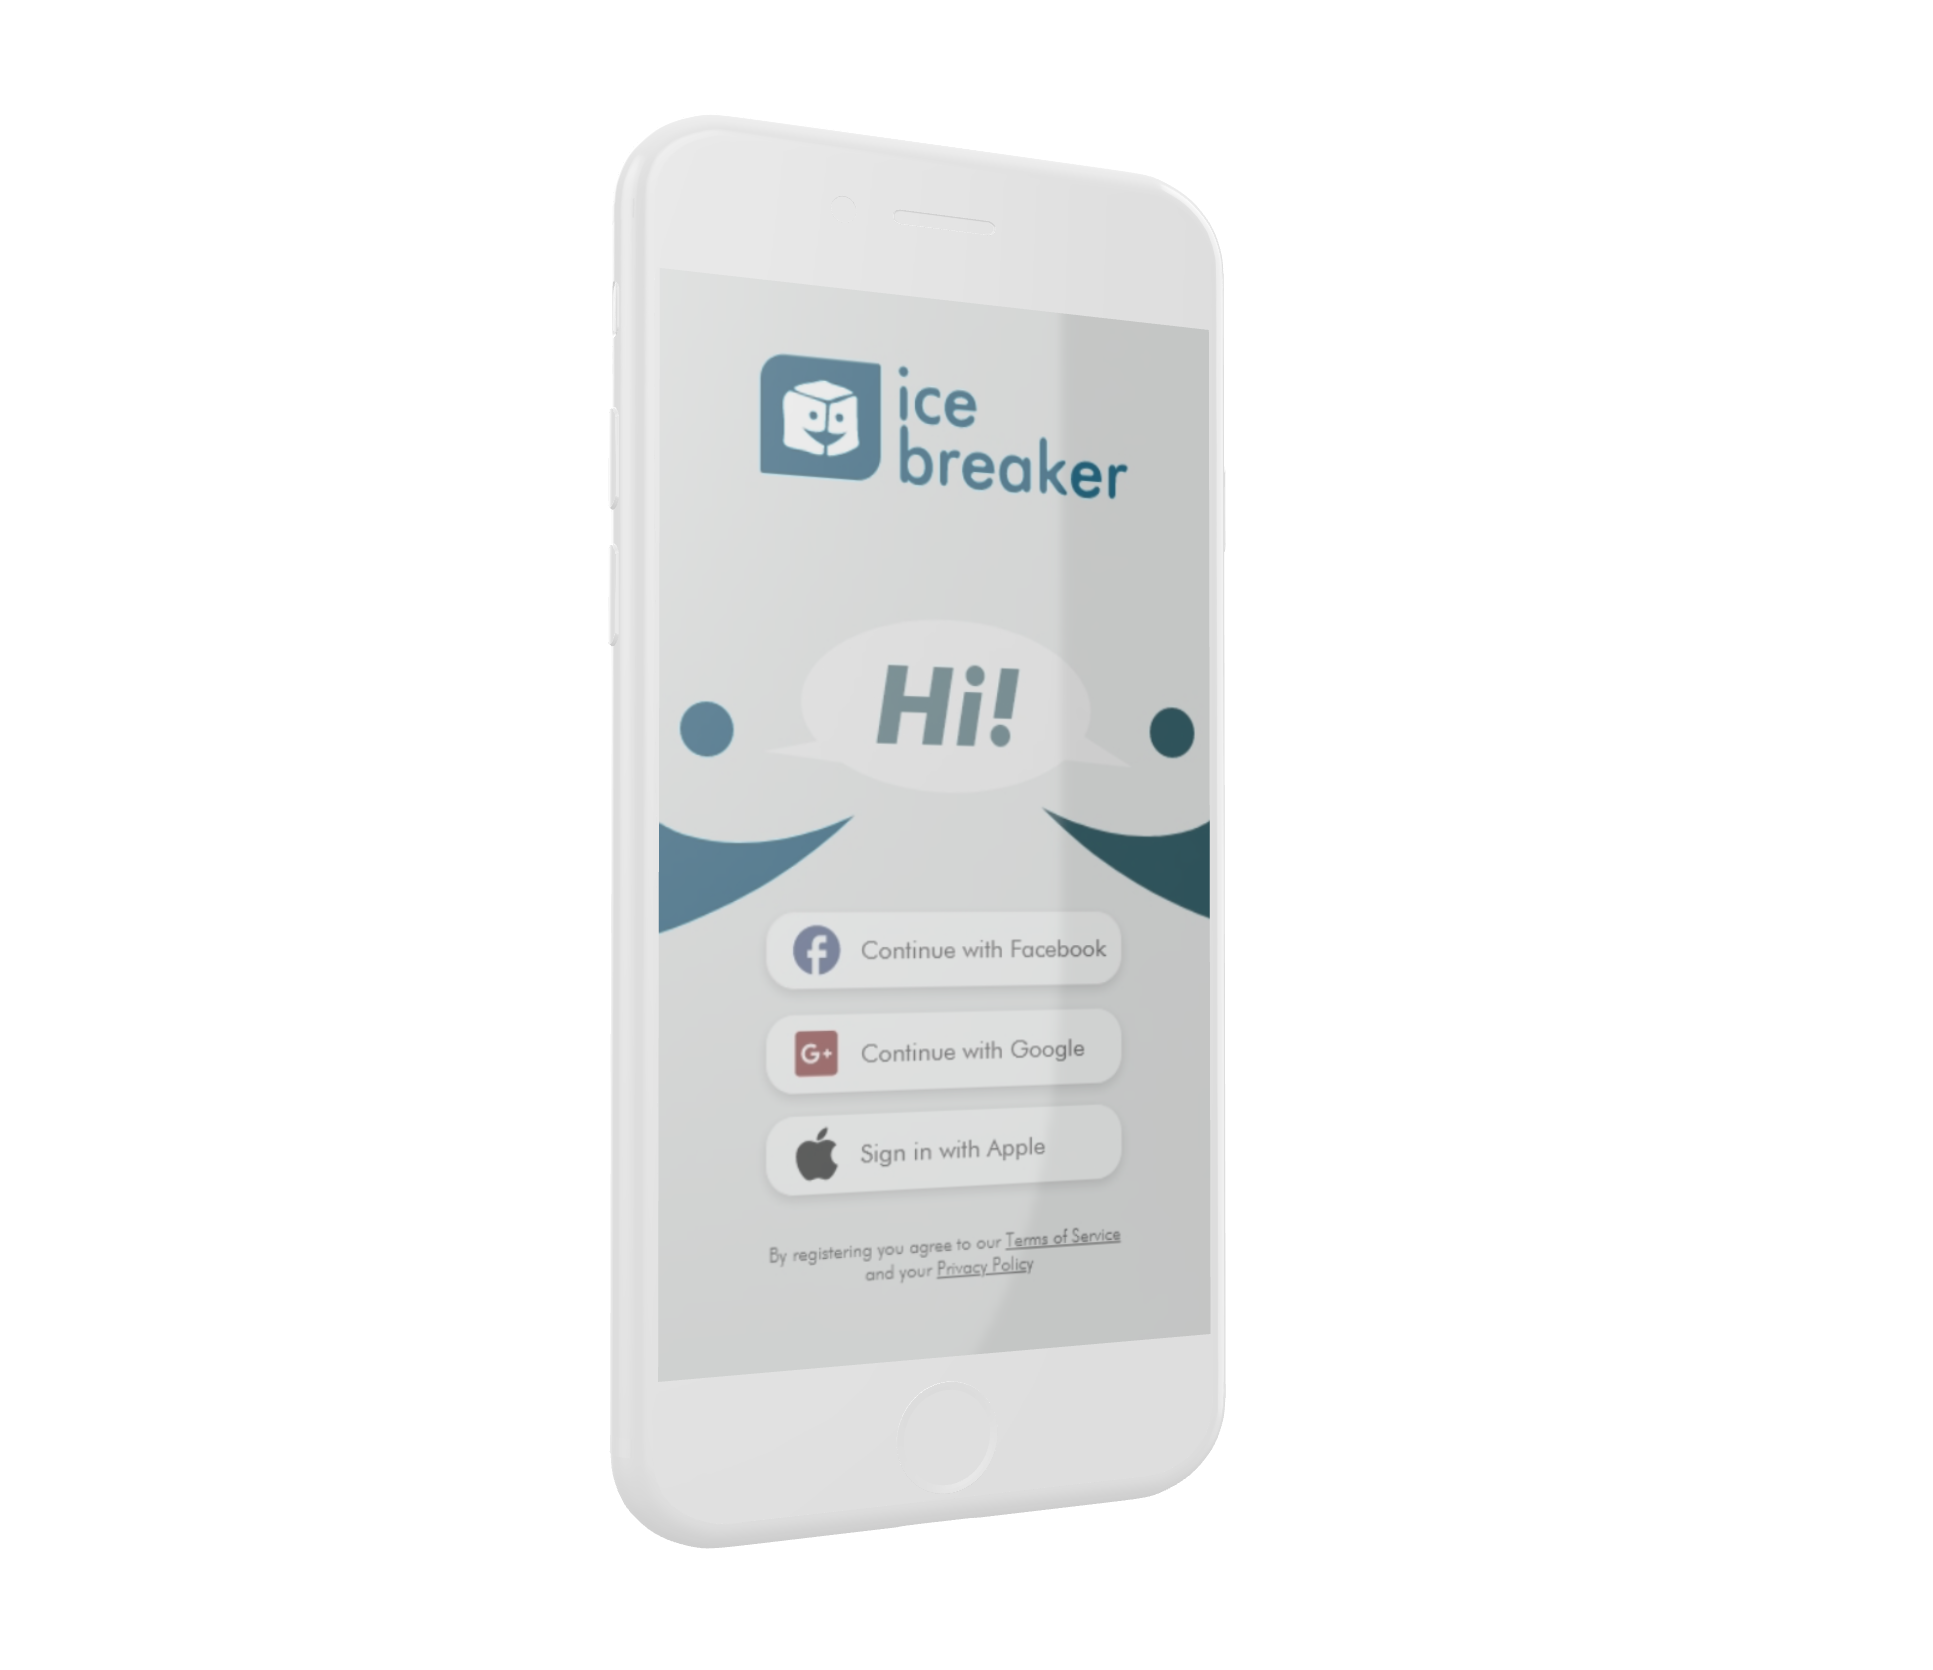 ice
breaker
Hi!
Continue with Facebook
G+
Continue with Google
Sign in with Apple
By registering you agree to our Terms of Service
and your Privacy Policy